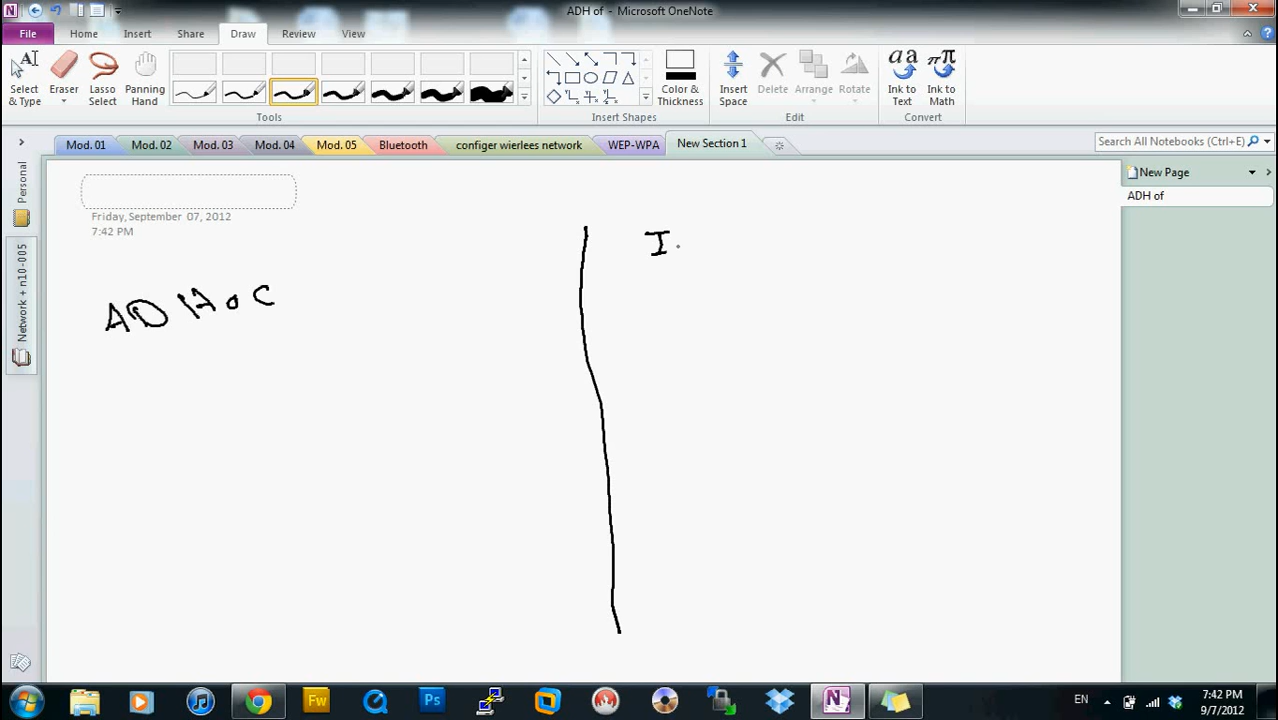 ADH of - Microsoft OneNote
File Home Insert Share Draw Review View
Select & Type Eraser Lasso Select Panning Hand Color & Thickness Insert Space Delete Arrange Rotate Ink to Text Ink to Math
Tools Insert Shapes Edit Convert
Mod. 01 Mod. 02 Mod. 03 Mod. 04 Mod. 05 Bluetooth configer wierlees network WEP-WPA New Section 1 Search All Notebooks (Ctrl+E)
New Page
ADH of
Personal
Network + n10-005
Friday, September 07, 2012
7:42 PM
I
AD Hoc
EN 7:42 PM
9/7/2012